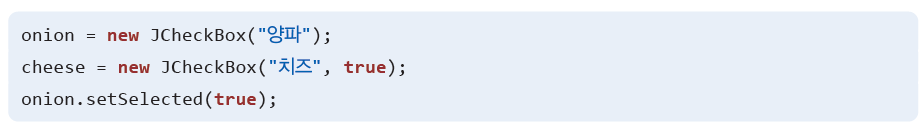 onion = new JCheckBox("양파");
cheese = new JCheckBox("치즈", true);
onion.setSelected(true);